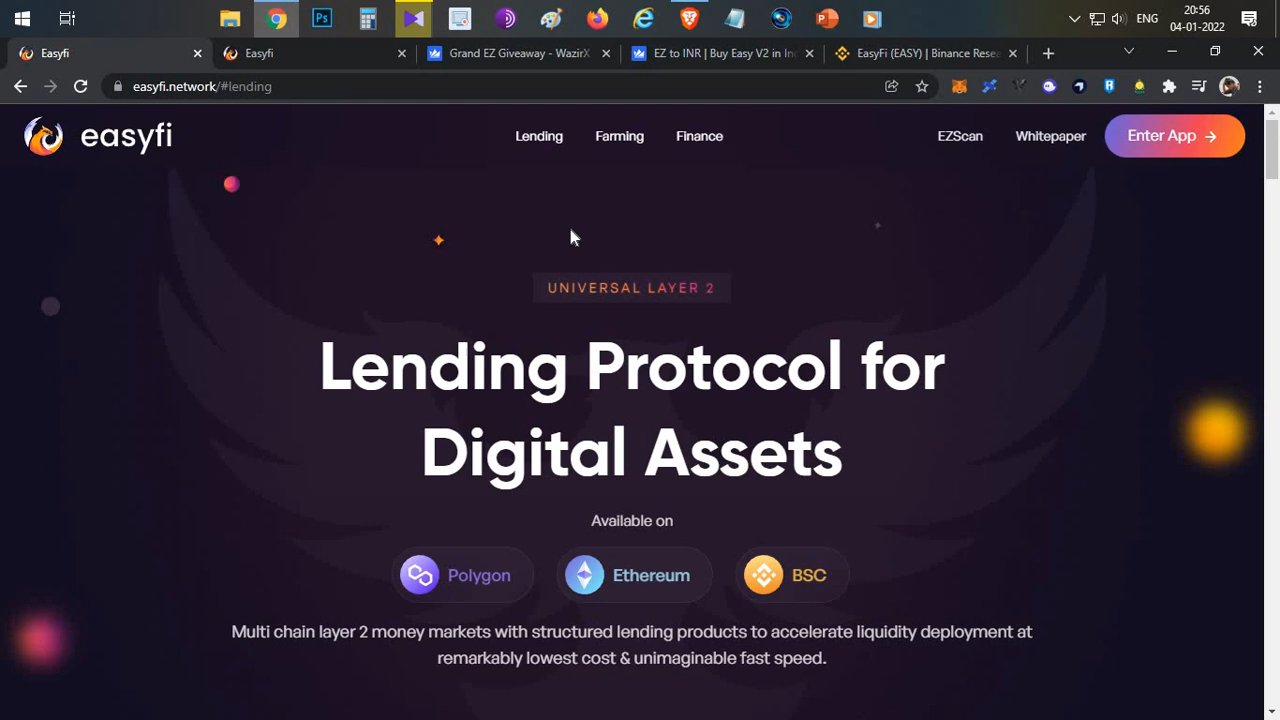 Ps
ENG
20:56
04-01-2022
Easyfi
Easyfi
Grand EZ Giveaway - WazirX
EZ to INR | Buy Easy V2 in In
EasyFi (EASY) | Binance Resea
easyfi.network/#lending
easyfi
Lending
Farming
Finance
EZScan
Whitepaper
Enter App →
UNIVERSAL LAYER 2
Lending Protocol for
Digital Assets
Available on
Polygon
Ethereum
BSC
Multi chain layer 2 money markets with structured lending products to accelerate liquidity deployment at
remarkably lowest cost & unimaginable fast speed.